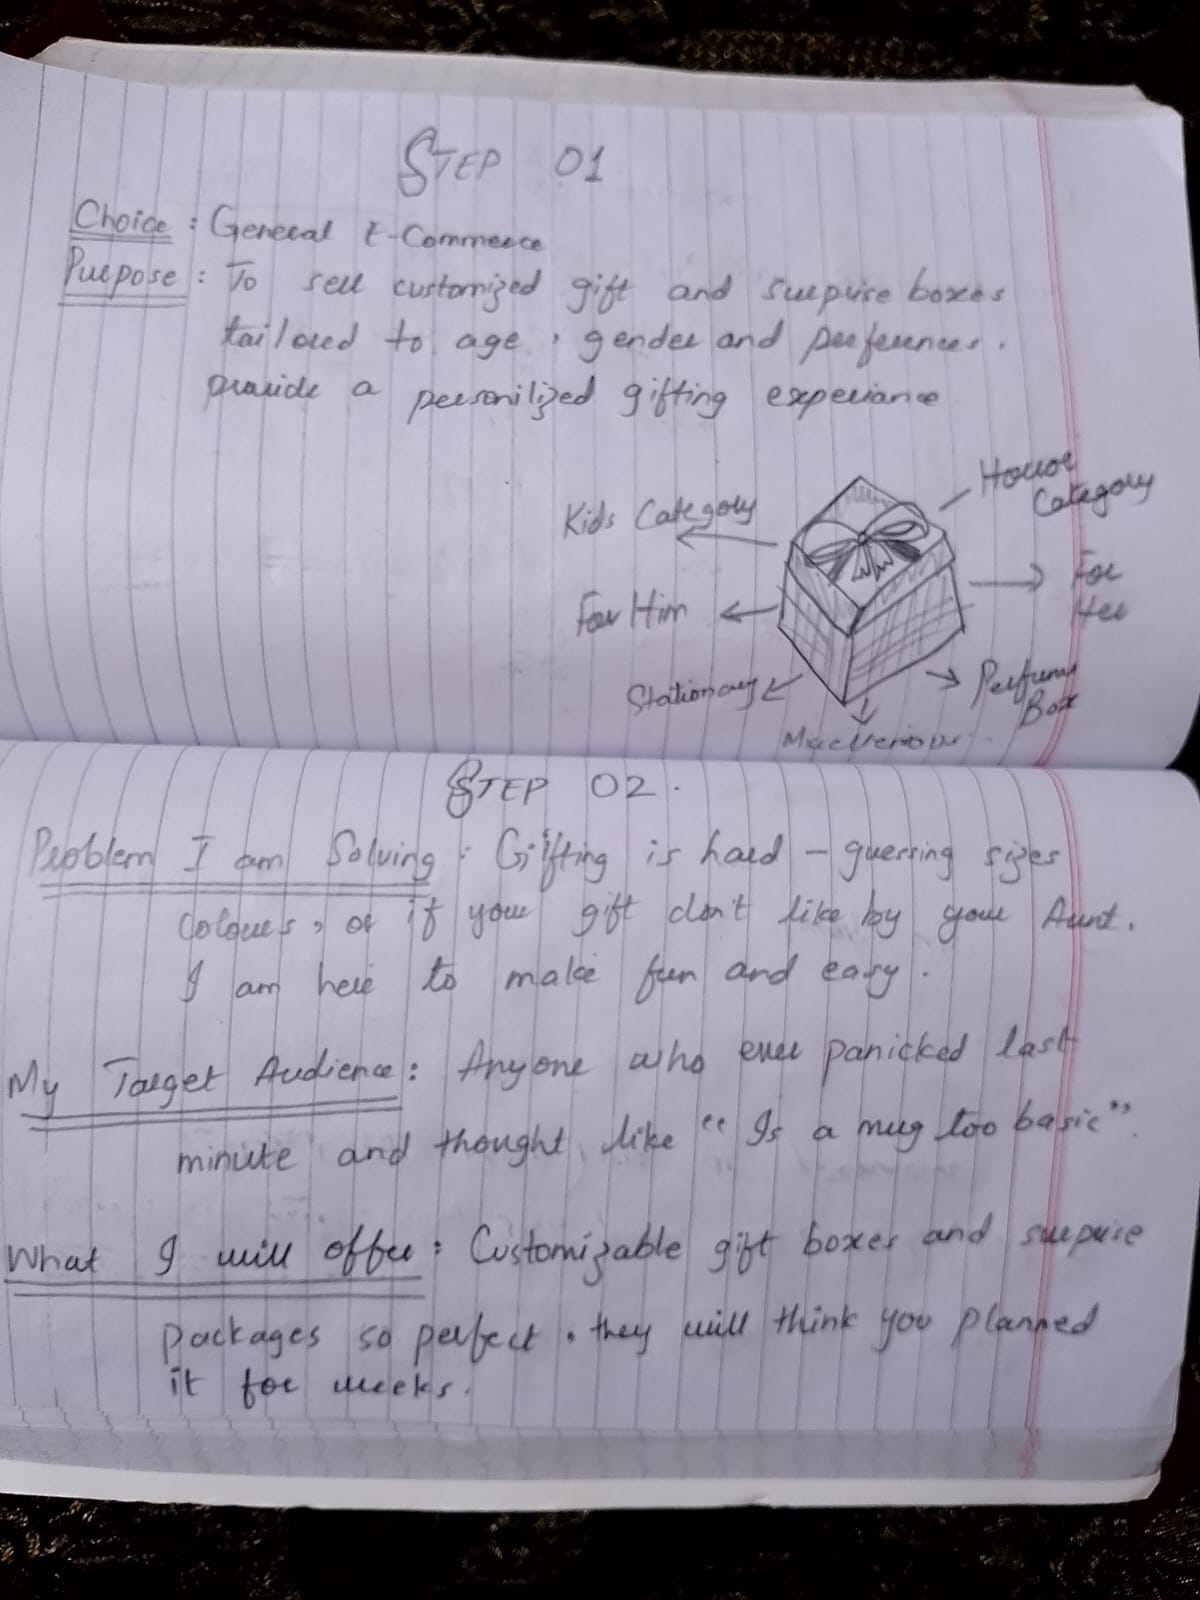 STEP 01
Choice : General E-Commerce
Purpose : To sell customized gift and surprise boxes
tailored to age , gender and preferences .
provide a personilized gifting experiance
Horror
Category
Kids Category
For
Her
For Him
Stationary
Perfume
Box
STEP 02 .
Problem I am Solving : Gifting is hard – guessing sizes
colours , or if your gift don't like by your Aunt .
I am here to make fun and easy .
My Target Audience : Anyone who ever panicked last
minute and thought like “ Is a mug too basic ” .
What I will offer : Customizable gift boxes and surprise
packages so perfect , they will think you planned
it for weeks .